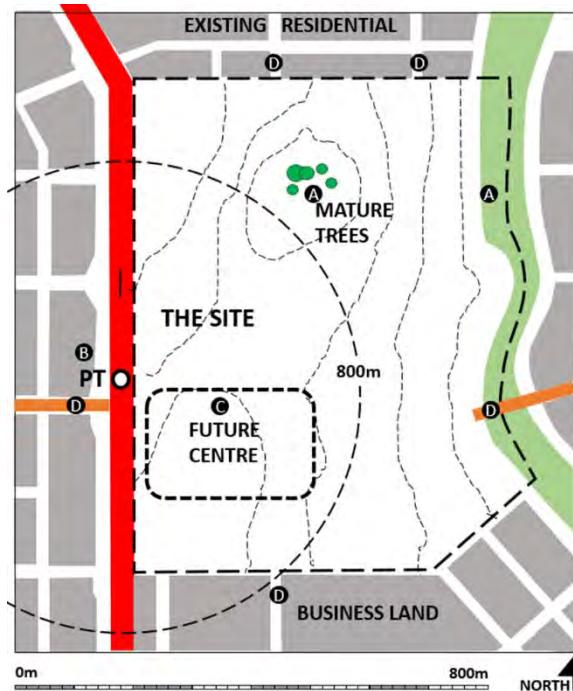 EXISTING RESIDENTIAL
D
D
A
MATURE
TREES
A
THE SITE
B
PT
800m
D
C
FUTURE
CENTRE
D
D
BUSINESS LAND
0m
800m
NORTH